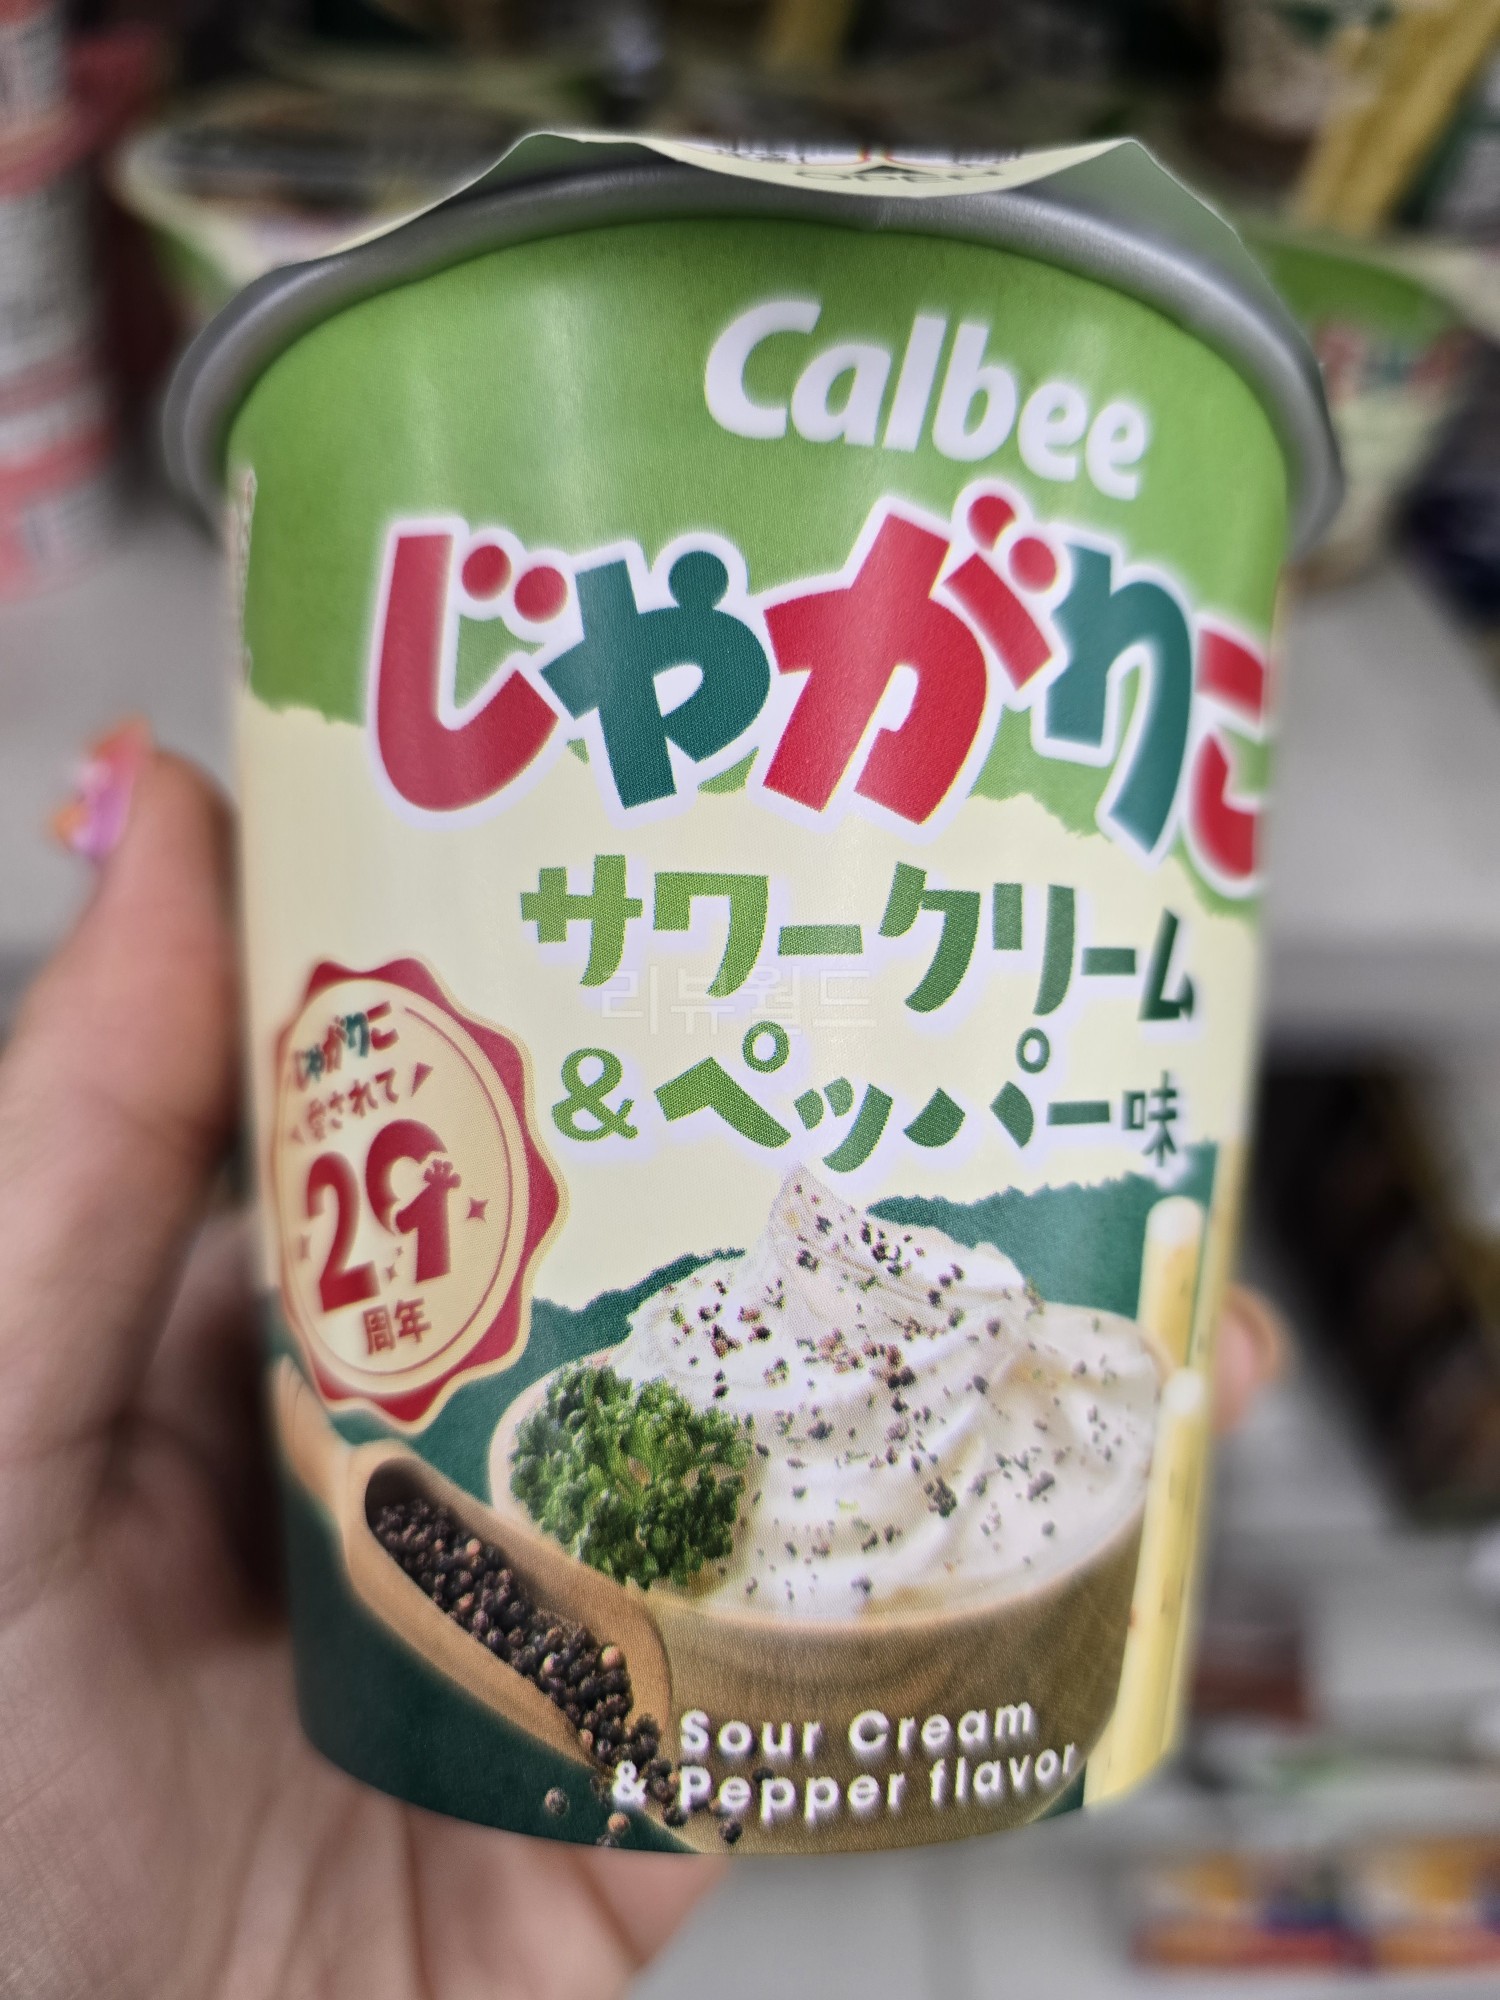 Calbee
じゃがりこ
サワークリーム
&ペッパー味
リ뷰월드
じゃがりこ
愛されて
29
周年
Sour Cream
& Pepper flavor